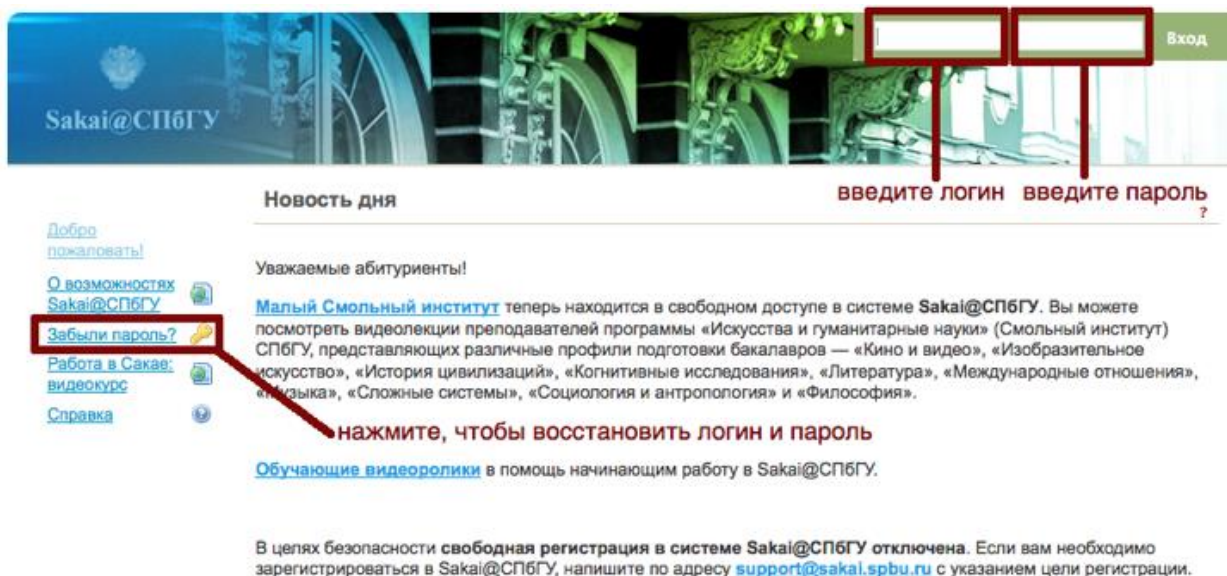 Вход
Sakai@СПбГУ
введите логин введите пароль
?
Новость дня
Добро
пожаловать!
О возможностях
Sakai@СПбГУ
Забыли пароль?
Работа в Сакае:
видеокурс
Справка
Уважаемые абитуриенты!
Малый Смольный институт теперь находится в свободном доступе в системе Sakai@СПбГУ. Вы можете
посмотреть видеолекции преподавателей программы «Искусства и гуманитарные науки» (Смольный институт)
СПбГУ, представляющих различные профили подготовки бакалавров — «Кино и видео», «Изобразительное
искусство», «История цивилизаций», «Когнитивные исследования», «Литература», «Международные отношения»,
«Музыка», «Сложные системы», «Социология и антропология» и «Философия».
нажмите, чтобы восстановить логин и пароль
Обучающие видеоролики в помощь начинающим работу в Sakai@СПбГУ.
В целях безопасности свободная регистрация в системе Sakai@СПбГУ отключена. Если вам необходимо
зарегистрироваться в Sakai@СПбГУ, напишите по адресу support@sakai.spbu.ru с указанием цели регистрации.